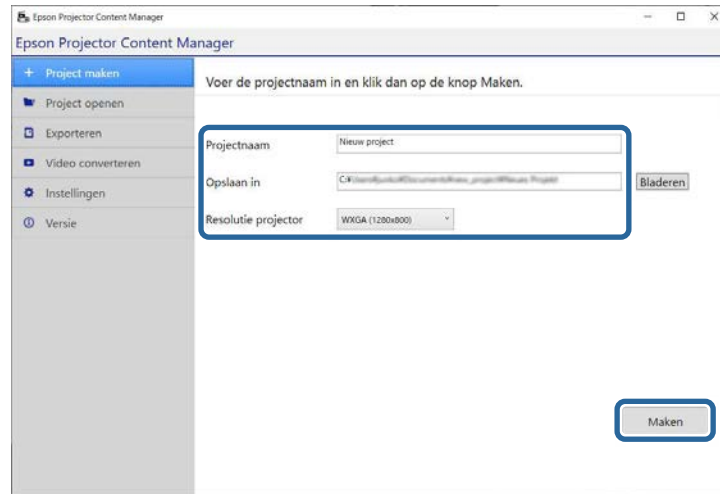 Epson Projector Content Manager
Epson Projector Content Manager
+ Project maken
Project openen
Exporteren
Video converteren
Instellingen
Versie
Voer de projectnaam in en klik dan op de knop Maken.
Projectnaam Nieuw project
Opslaan in Bladeren
Resolutie projector WXGA (1280x800)
Maken